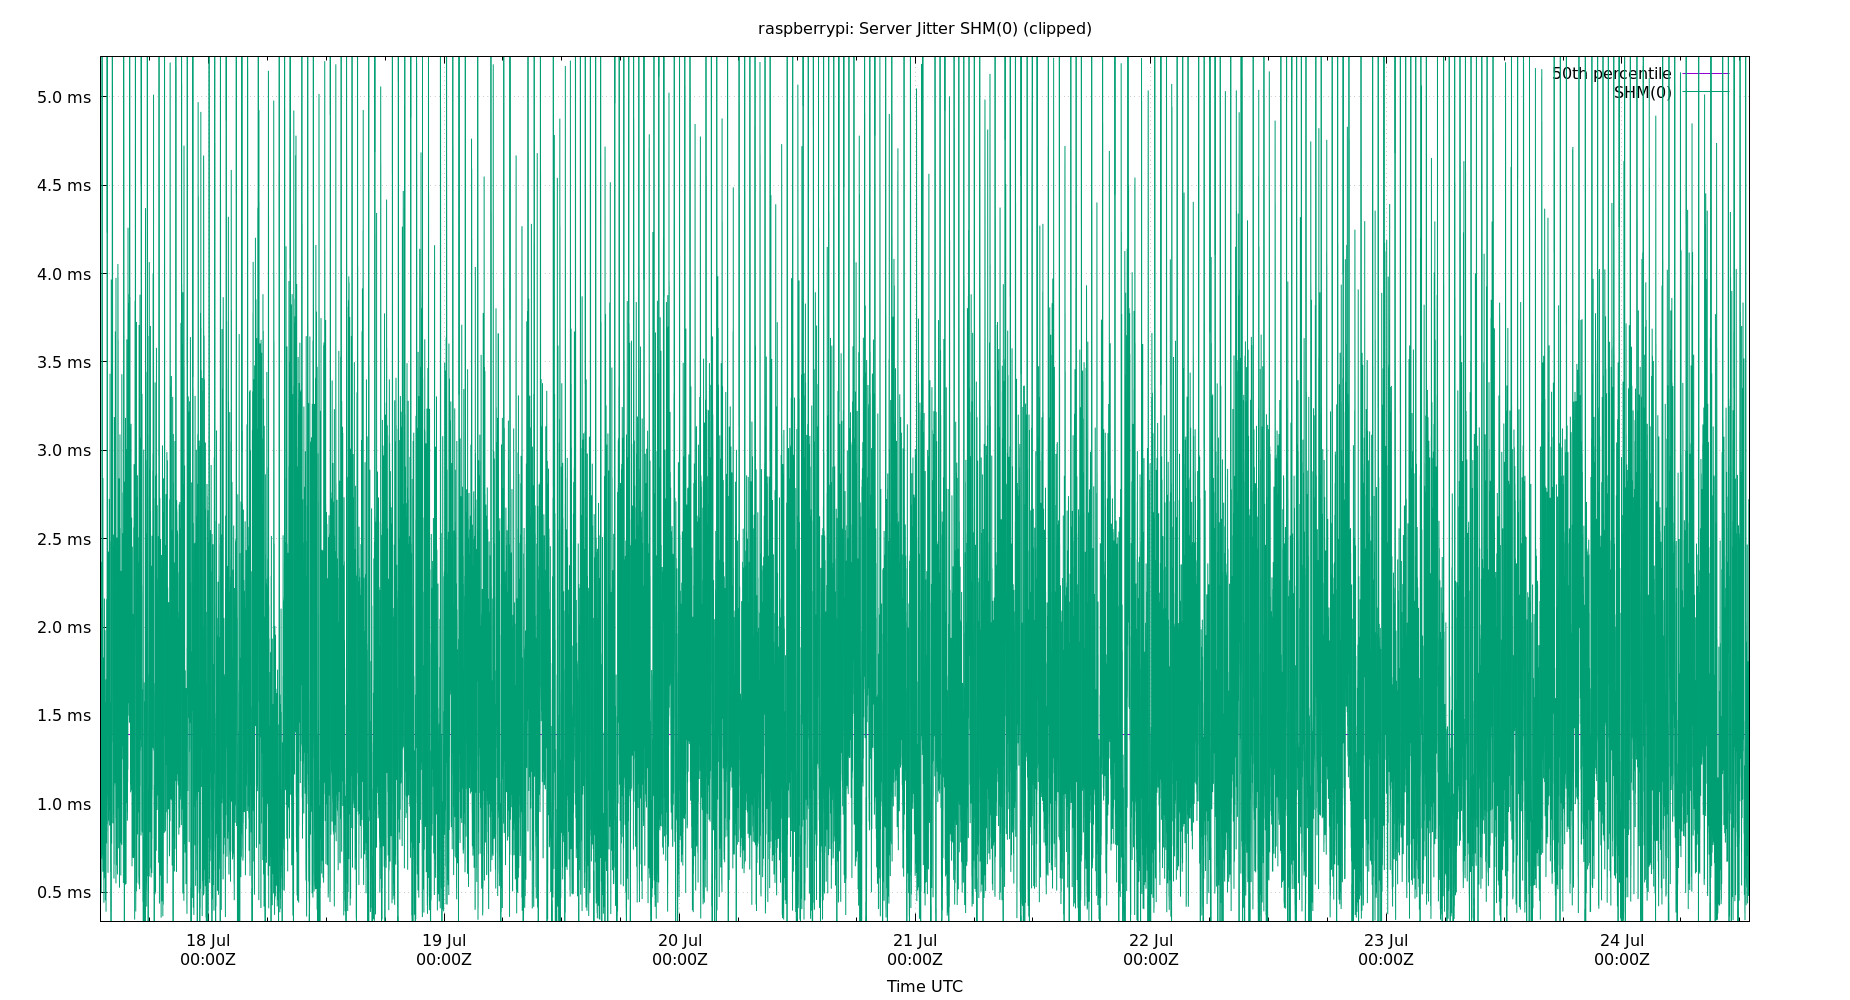 raspberrypi: Server Jitter SHM(0) (clipped)
50th percentile
SHM(0)
5.0 ms
4.5 ms
4.0 ms
3.5 ms
3.0 ms
2.5 ms
2.0 ms
1.5 ms
1.0 ms
0.5 ms
18 Jul 19 Jul 20 Jul 21 Jul 22 Jul 23 Jul 24 Jul
00:00Z 00:00Z 00:00Z 00:00Z 00:00Z 00:00Z 00:00Z
Time UTC